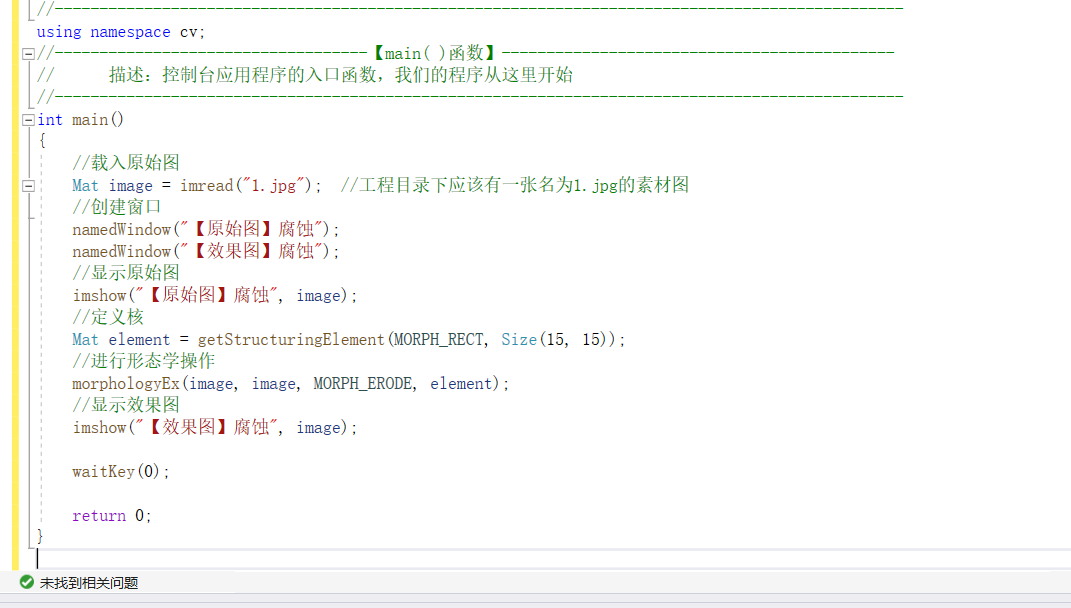 //-----------------------------------------------------------------------------------------------
using namespace cv;
//-----------------------------------【main( )函数】--------------------------------------------
//      描述：控制台应用程序的入口函数，我们的程序从这里开始
//-----------------------------------------------------------------------------------------------
int main()
{
    //载入原始图
    Mat image = imread("1.jpg");  //工程目录下应该有一张名为1.jpg的素材图
    //创建窗口
    namedWindow("【原始图】腐蚀");
    namedWindow("【效果图】腐蚀");
    //显示原始图
    imshow("【原始图】腐蚀", image);
    //定义核
    Mat element = getStructuringElement(MORPH_RECT, Size(15, 15));
    //进行形态学操作
    morphologyEx(image, image, MORPH_ERODE, element);
    //显示效果图
    imshow("【效果图】腐蚀", image);
    waitKey(0);
    return 0;
}
未找到相关问题